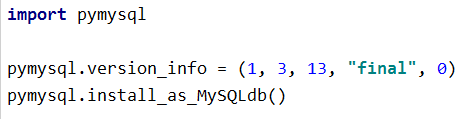 import pymysql
pymysql.version_info = (1, 3, 13, "final", 0)
pymysql.install_as_MySQLdb()